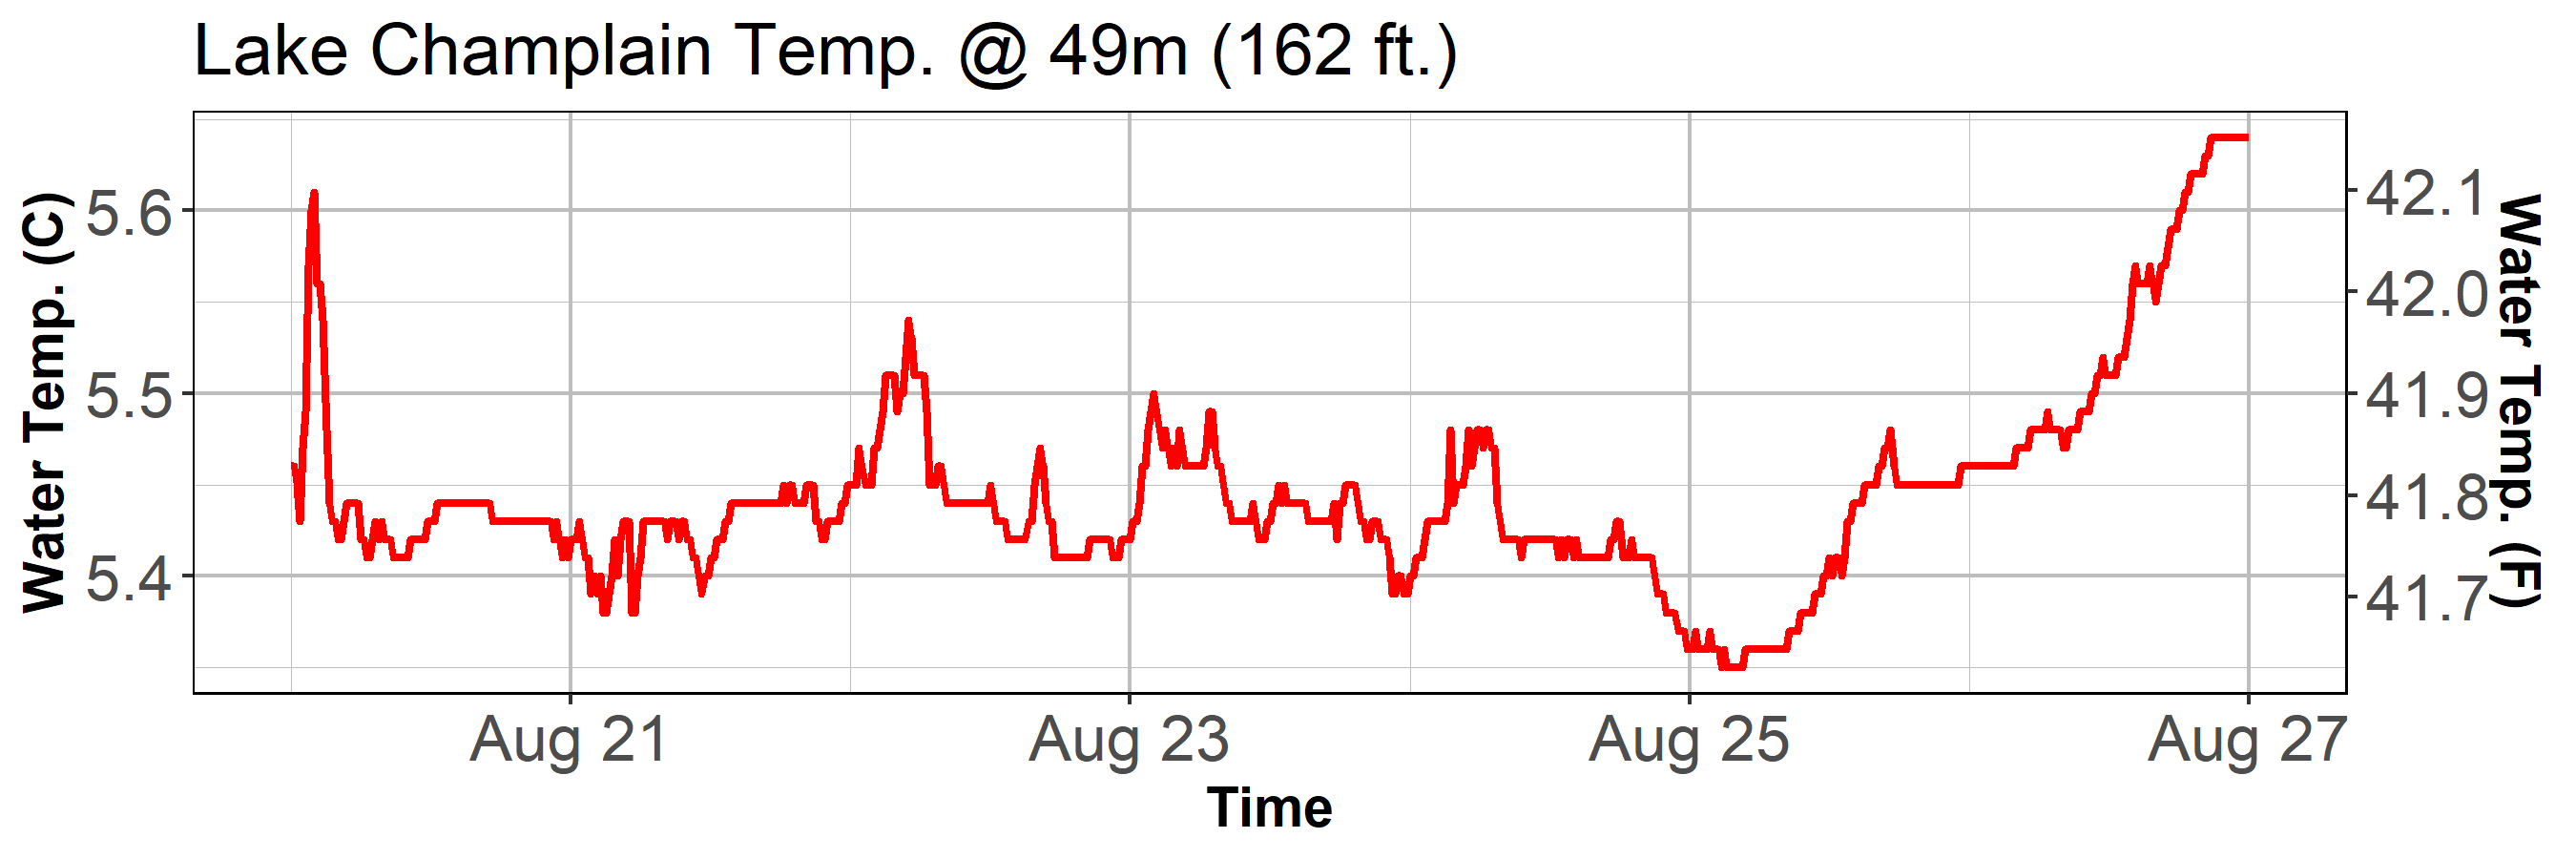 Lake Champlain Temp. @ 49m (162 ft.)
Water Temp. (C)
5.6
5.5
5.4
42.1
42.0
41.9
41.8
41.7
Water Temp. (F)
Aug 21
Aug 23
Aug 25
Aug 27
Time